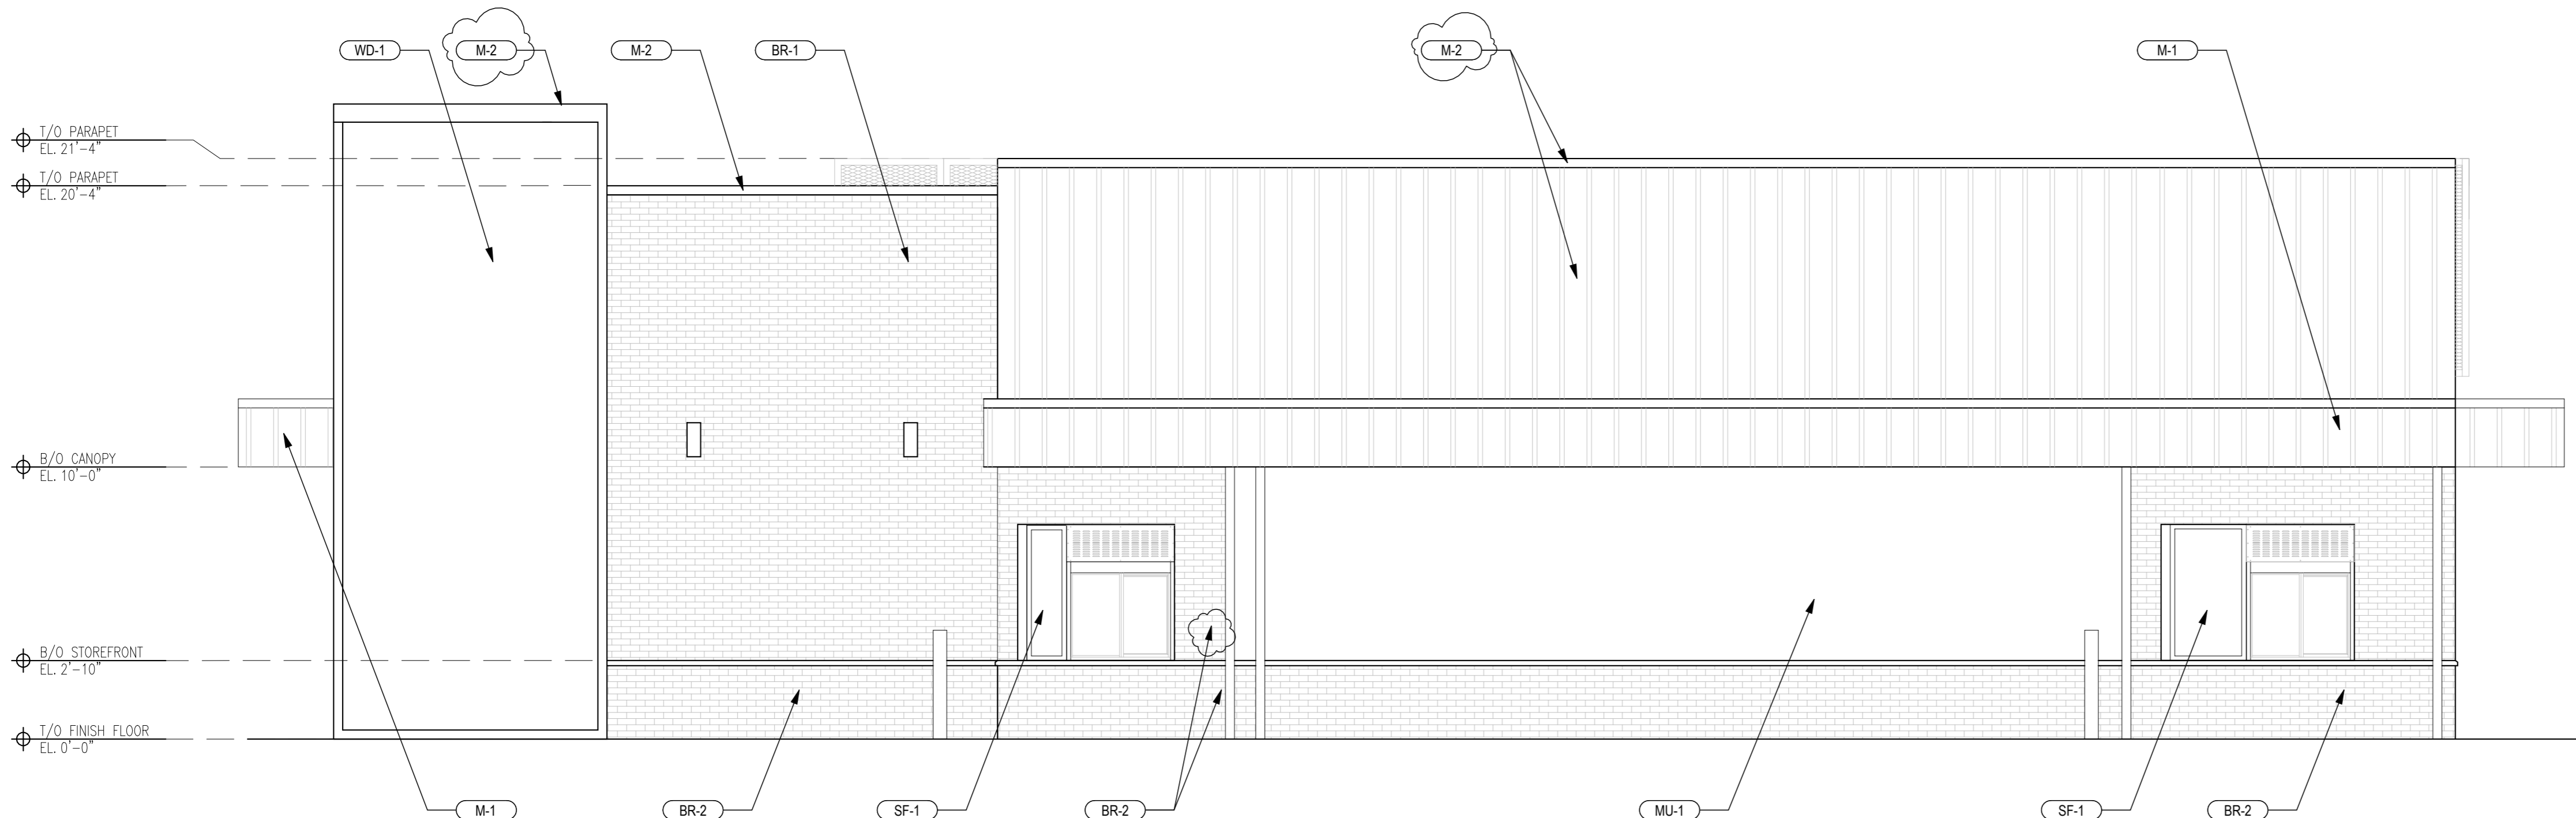 WD-1
M-2
M-2
BR-1
M-2
M-1
T/O PARAPET
EL. 21'-4"
T/O PARAPET
EL. 20'-4"
B/O CANOPY
EL. 10'-0"
B/O STOREFRONT
EL. 2'-10"
T/O FINISH FLOOR
EL. 0'-0"
M-1
BR-2
SF-1
BR-2
MU-1
SF-1
BR-2